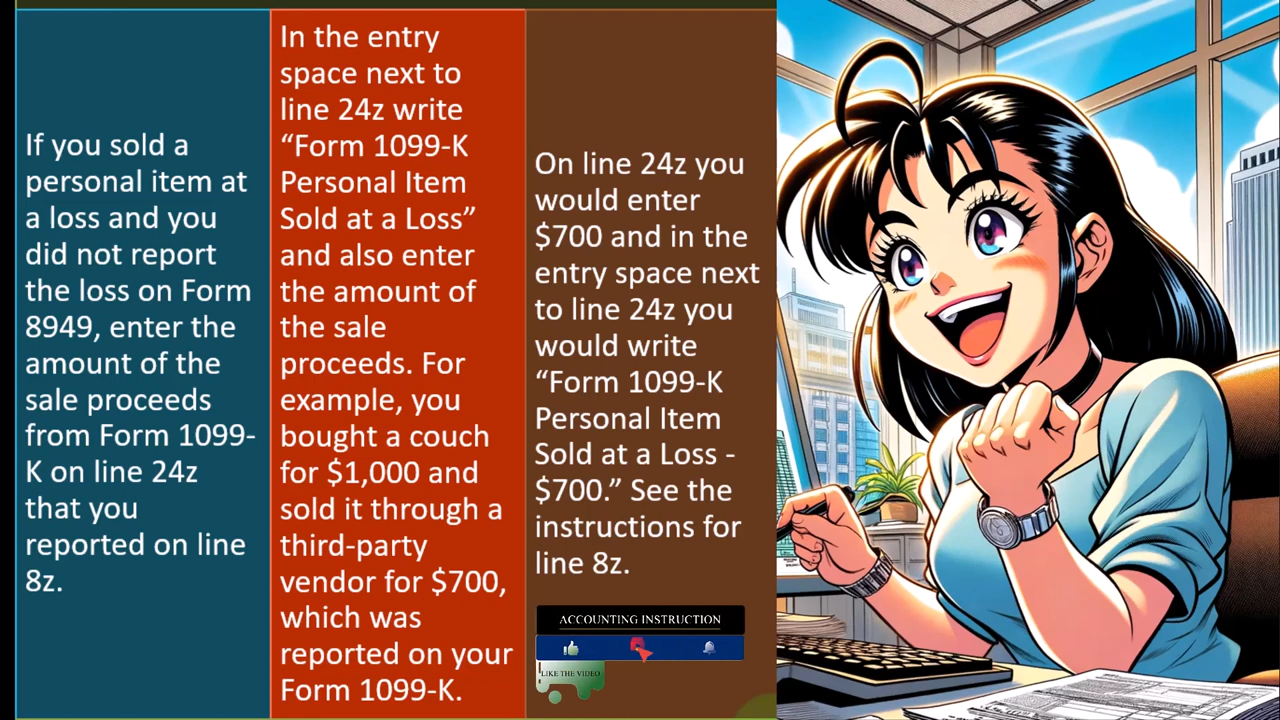 If you sold a
personal item at
a loss and you
did not report
the loss on Form
8949, enter the
amount of the
sale proceeds
from Form 1099-
K on line 24z
that you
reported on line
8z.
In the entry
space next to
line 24z write
“Form 1099-K
Personal Item
Sold at a Loss”
and also enter
the amount of
the sale
proceeds. For
example, you
bought a couch
for $1,000 and
sold it through a
third-party
vendor for $700,
which was
reported on your
Form 1099-K.
On line 24z you
would enter
$700 and in the
entry space next
to line 24z you
would write
“Form 1099-K
Personal Item
Sold at a Loss -
$700.” See the
instructions for
line 8z.
ACCOUNTING INSTRUCTION
LIKE THE VIDEO